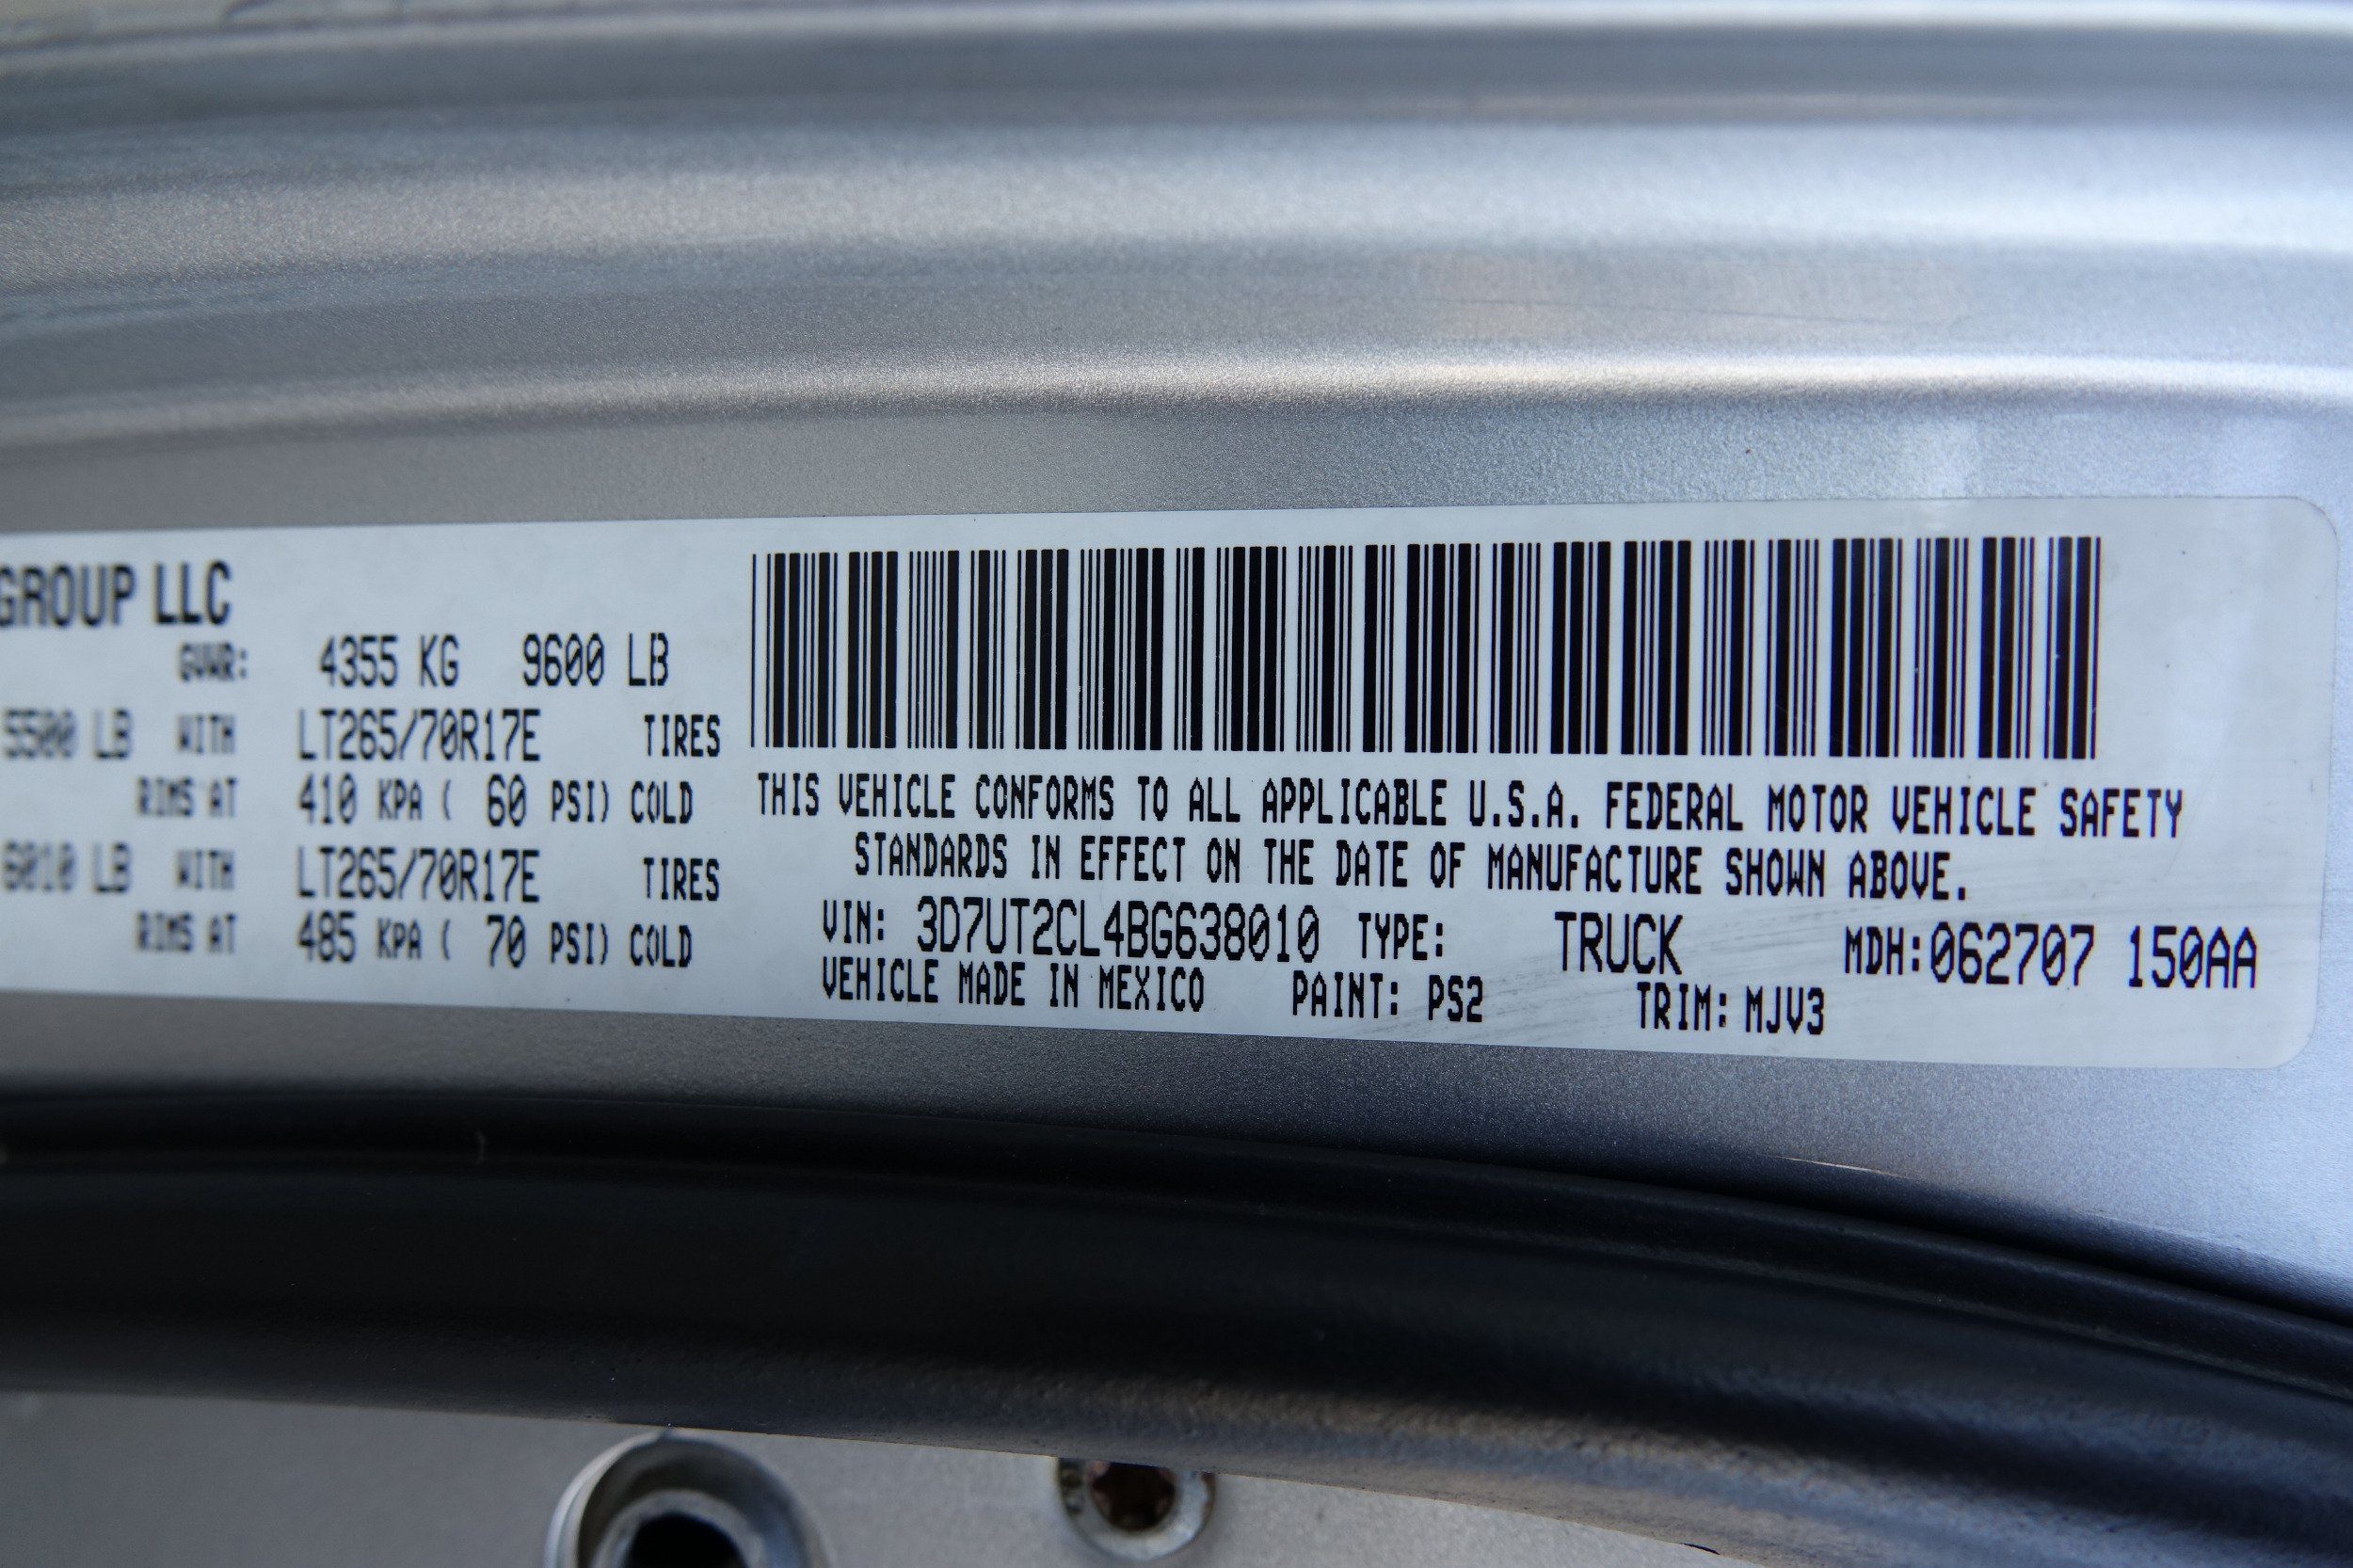 GROUP LLC
GVWR: 4355 KG 9600 LB
5500 LB WITH LT265/70R17E TIRES
RIMS AT 410 KPA ( 60 PSI) COLD
6010 LB WITH LT265/70R17E TIRES
RIMS AT 485 KPA ( 70 PSI) COLD
THIS VEHICLE CONFORMS TO ALL APPLICABLE U.S.A. FEDERAL MOTOR VEHICLE SAFETY
STANDARDS IN EFFECT ON THE DATE OF MANUFACTURE SHOWN ABOVE.
VIN: 3D7UT2CL4BG638010 TYPE: TRUCK MDH:062707 150AA
VEHICLE MADE IN MEXICO PAINT: PS2 TRIM: MJV3